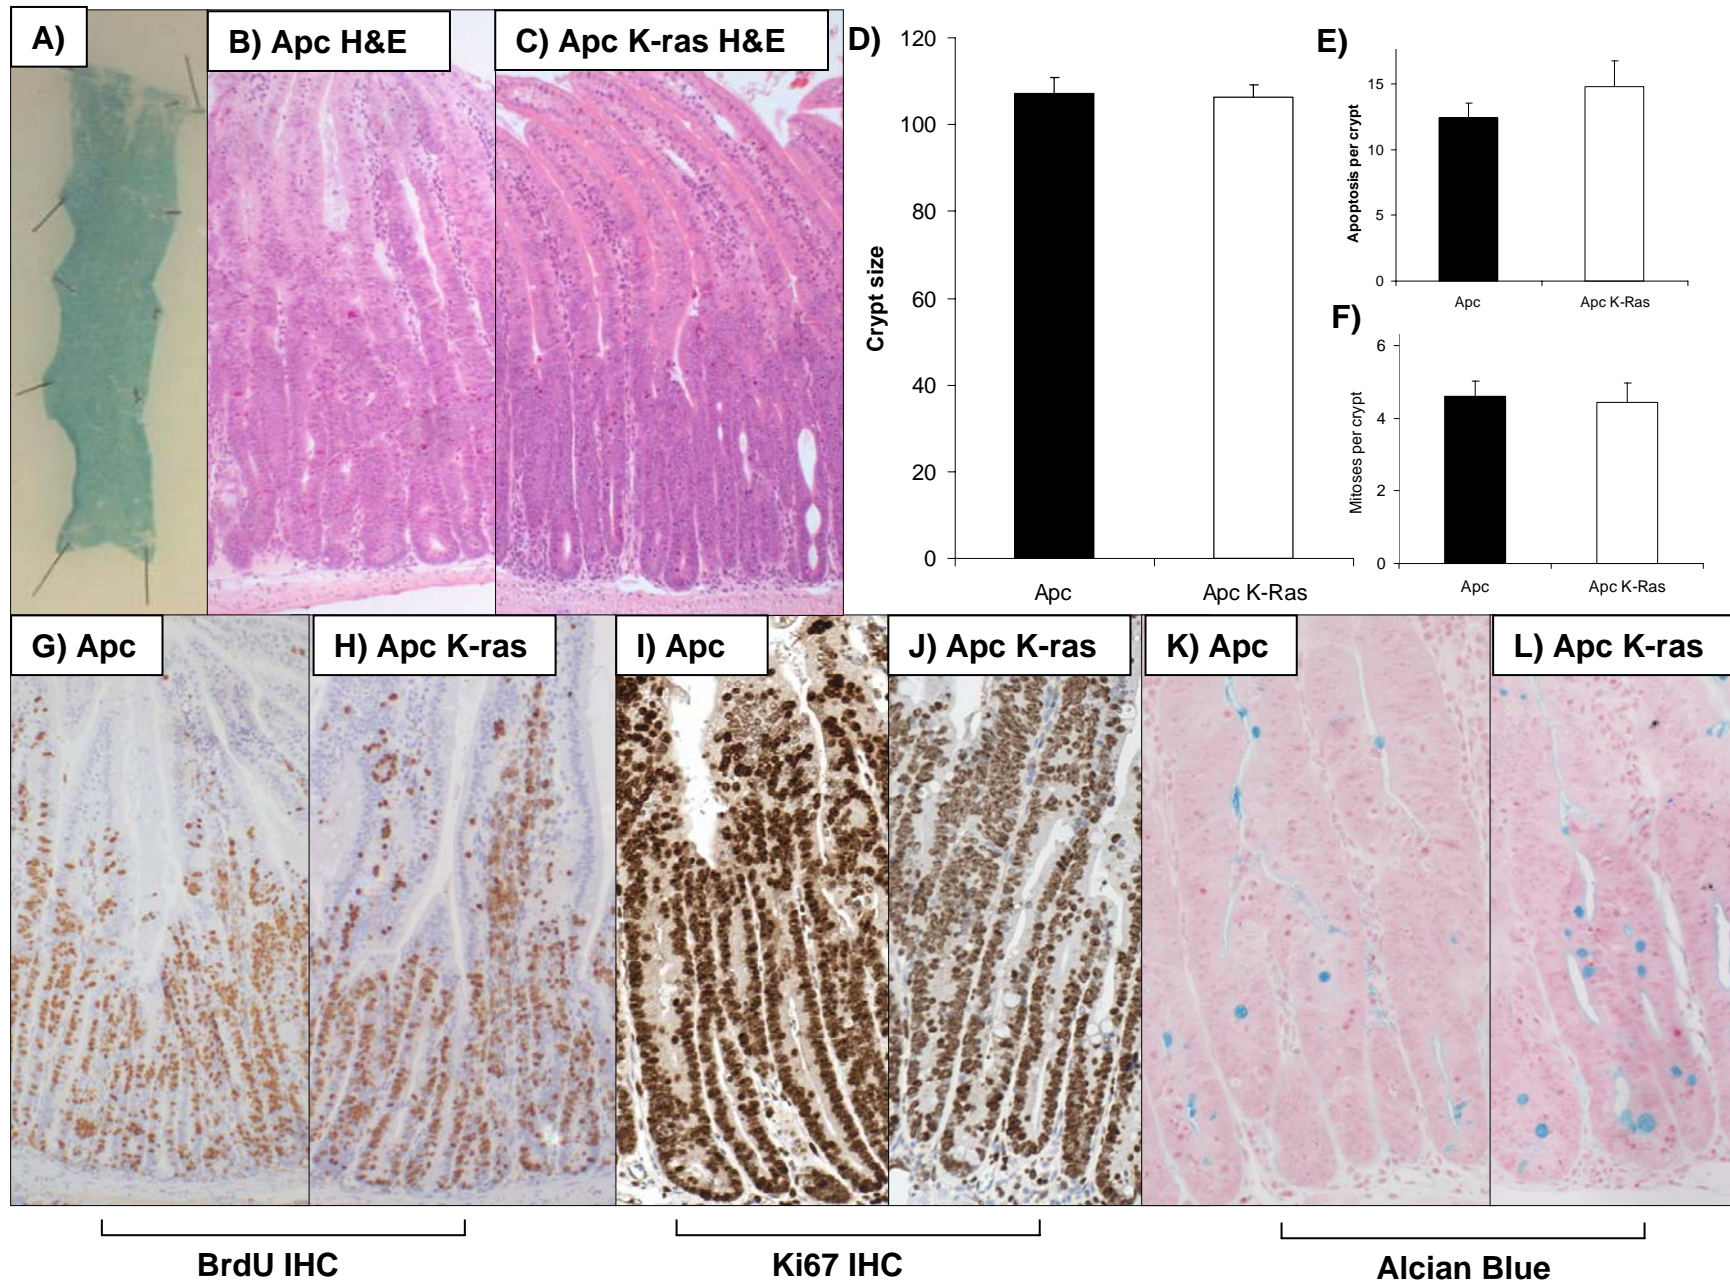 A)
B) Apc H&E
C) Apc K-ras H&E
D)
120
100
80
60
40
20
0
Crypt size
Apc
Apc K-Ras
E)
15
10
5
0
Apoptosis per crypt
Apc
Apc K-Ras
F)
6
4
2
0
Mitoses per crypt
Apc
Apc K-Ras
G) Apc
H) Apc K-ras
I) Apc
J) Apc K-ras
K) Apc
L) Apc K-ras
BrdU IHC
Ki67 IHC
Alcian Blue